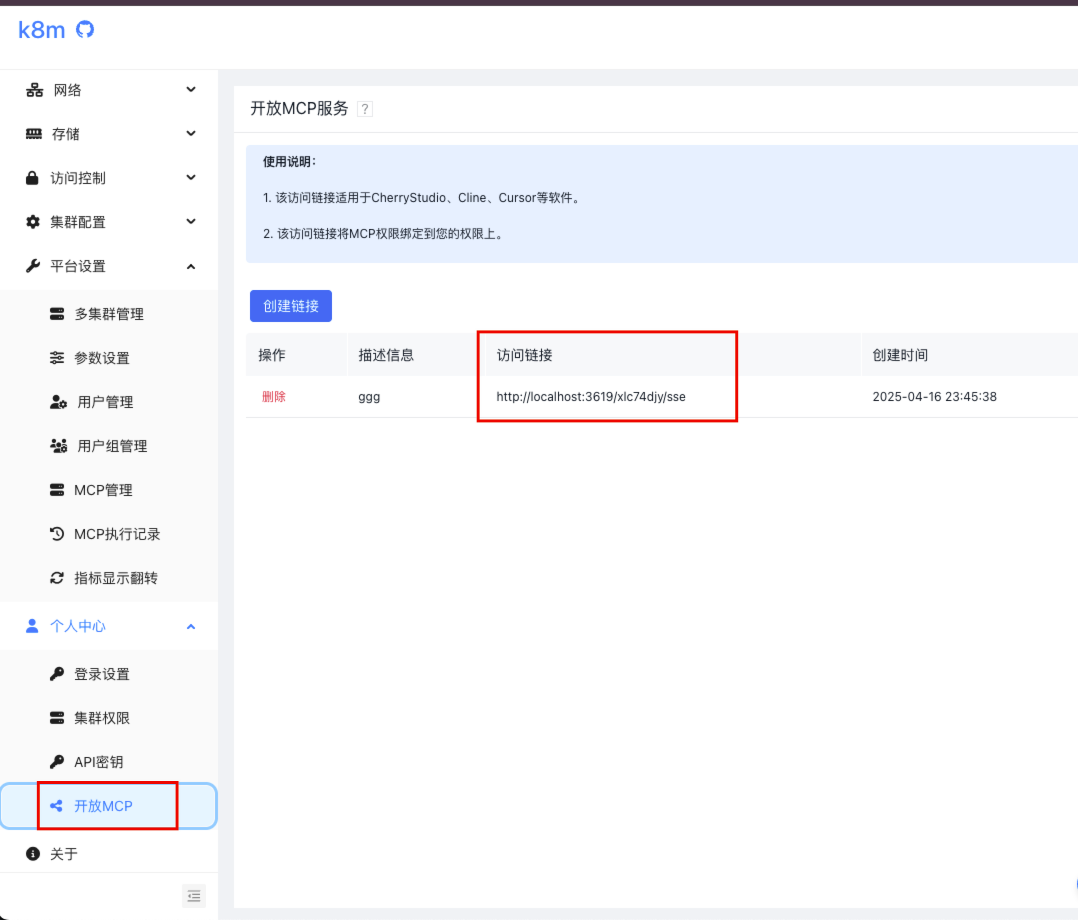 k8m
网络
存储
访问控制
集群配置
平台设置
多集群管理
参数设置
用户管理
用户组管理
MCP管理
MCP执行记录
指标显示翻转
个人中心
登录设置
集群权限
API密钥
开放MCP
关于
开放MCP服务 ?
使用说明：
1. 该访问链接适用于CherryStudio、Cline、Cursor等软件。
2. 该访问链接将MCP权限绑定到您的权限上。
创建链接
操作 描述信息 访问链接 创建时间
删除 ggg http://localhost:3619/xlc74djy/sse 2025-04-16 23:45:38